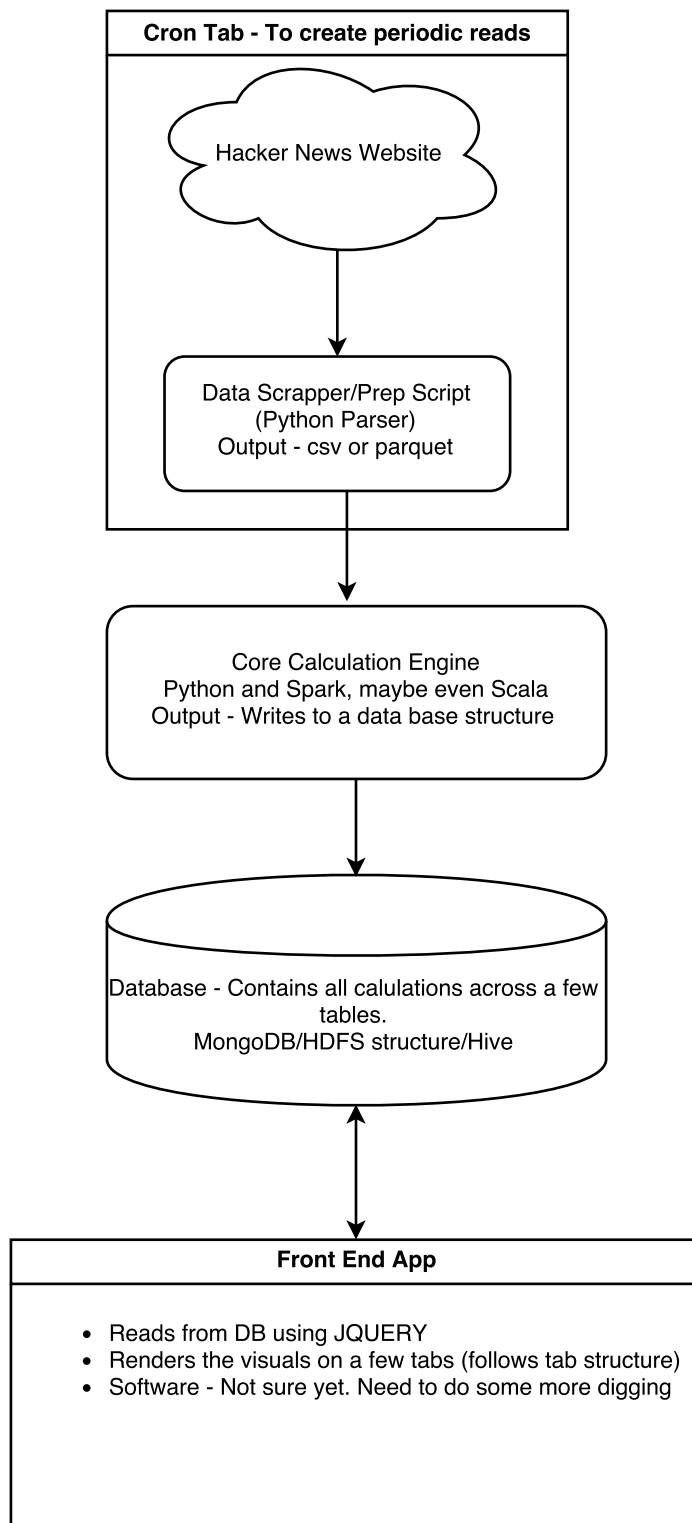 Cron Tab - To create periodic reads
Hacker News Website
Data Scrapper/Prep Script
(Python Parser)
Output - csv or parquet
Core Calculation Engine
Python and Spark, maybe even Scala
Output - Writes to a data base structure
Database - Contains all calulations across a few
tables.
MongoDB/HDFS structure/Hive
Front End App
• Reads from DB using JQUERY
• Renders the visuals on a few tabs (follows tab structure)
• Software - Not sure yet. Need to do some more digging